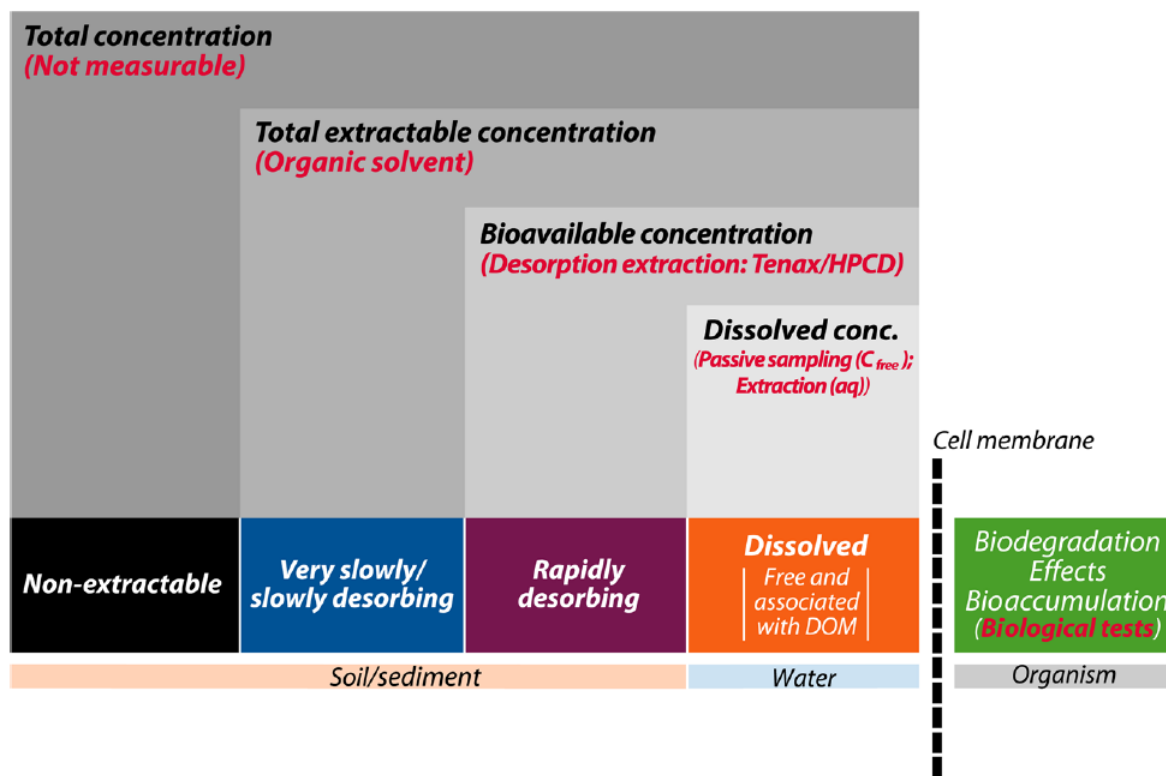 Total concentration
(Not measurable)
Total extractable concentration
(Organic solvent)
Bioavailable concentration
(Desorption extraction: Tenax/HPCD)
Dissolved conc.
(Passive sampling (C free );
Extraction (aq))
Cell membrane
Non-extractable
Very slowly/
slowly desorbing
Rapidly
desorbing
Dissolved
Free and
associated
with DOM
Biodegradation
Effects
Bioaccumulation
(Biological tests)
Soil/sediment
Water
Organism